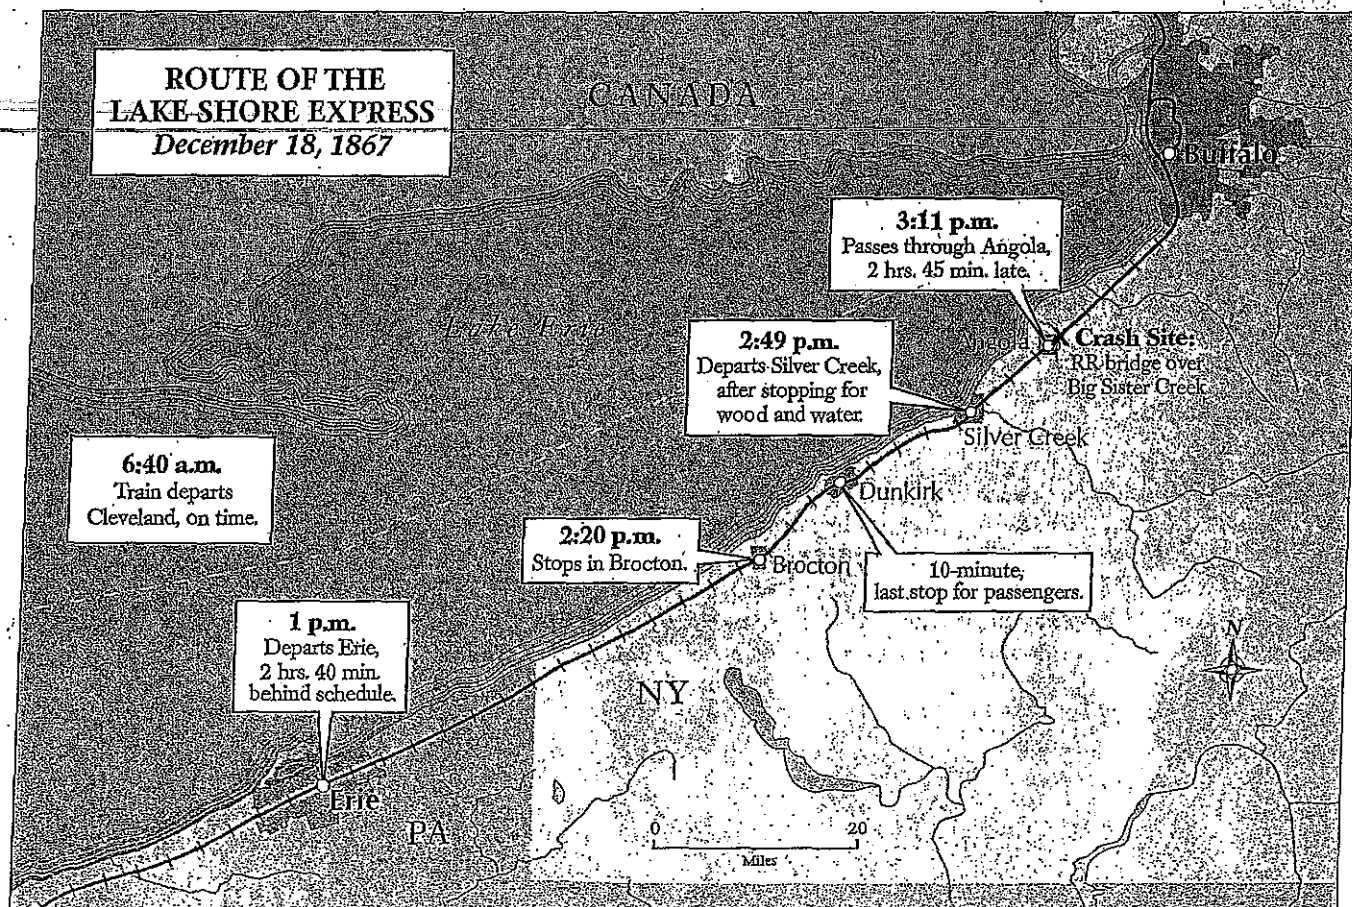 ROUTE OF THE
LAKE SHORE EXPRESS
December 18, 1867
CANADA
Buffalo
3:11 p.m.
Passes through Angola,
2 hrs. 45 min. late.
Lake Erie
2:49 p.m.
Departs Silver Creek,
after stopping for
wood and water.
Angola
Crash Site:
RR bridge over
Big Sister Creek
Silver Creek
6:40 a.m.
Train departs
Cleveland, on time.
Dunkirk
2:20 p.m.
Stops in Brocton.
Brocton
10-minute,
last stop for passengers.
1 p.m.
Departs Erie,
2 hrs. 40 min.
behind schedule.
N
NY
Erie
PA
0 20
Miles